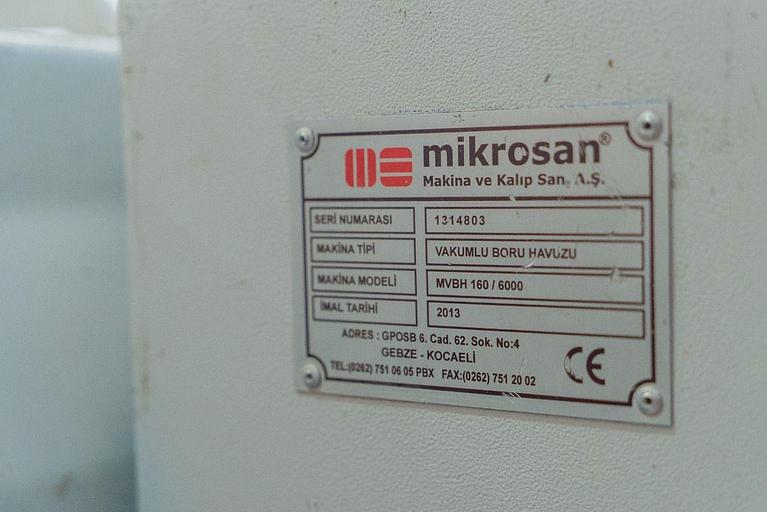 mikrosan®
Makina ve Kalıp San. A.Ş.
SERİ NUMARASI 1314803
MAKİNA TİPİ VAKUMLU BORU HAVUZU
MAKİNA MODELİ MVBH 160 / 6000
İMAL TARİHİ 2013
ADRES : GPOSB 6. Cad. 62. Sok. No:4
GEBZE - KOCAELİ
TEL:(0262) 751 06 05 PBX FAX:(0262) 751 20 02
CE